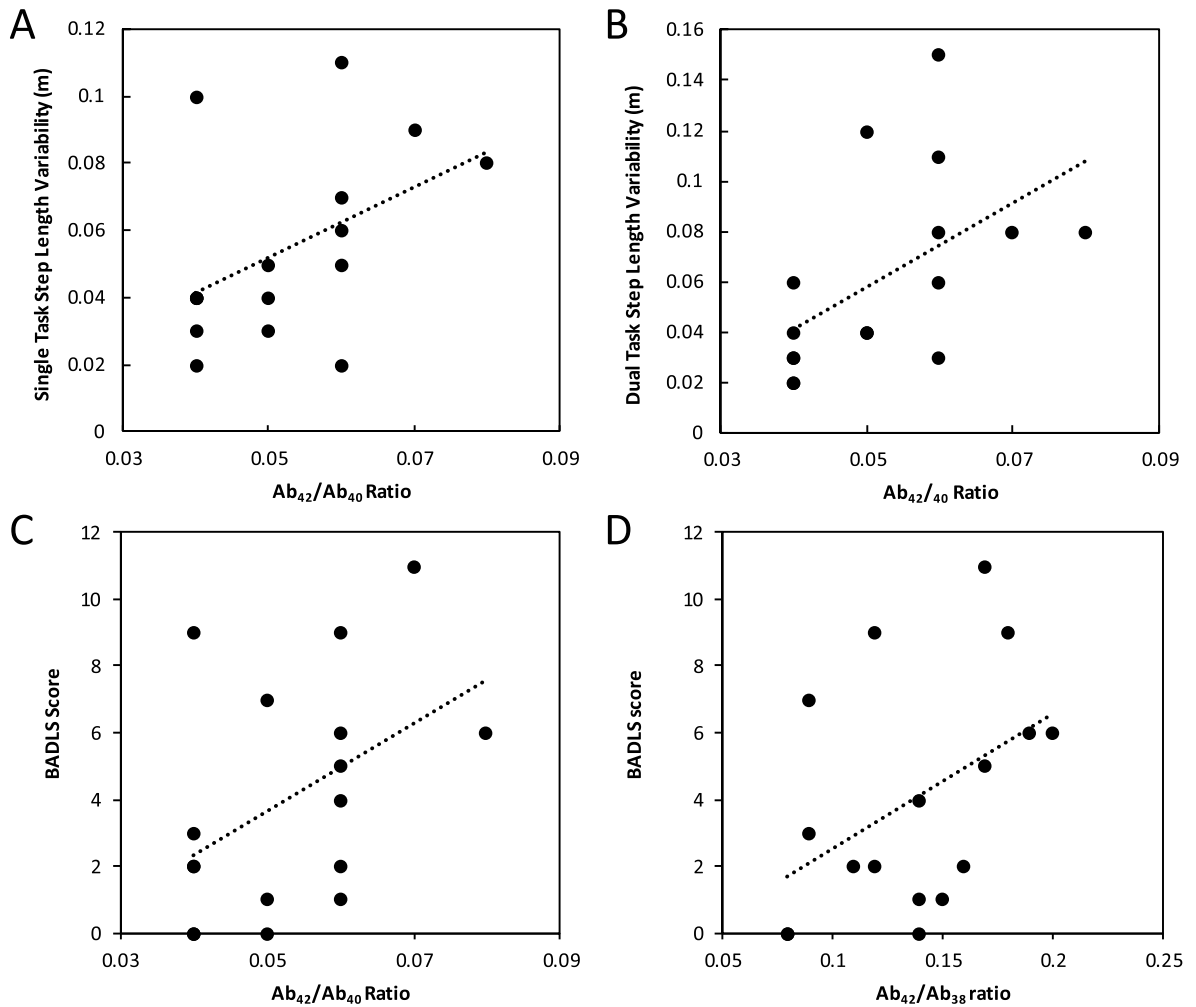 A
0.12
0.1
0.08
0.06
0.04
0.02
0
Single Task Step Length Variability (m)
0.03 0.05 0.07 0.09
Ab₄₂/Ab₄₀ Ratio
B
0.16
0.14
0.12
0.1
0.08
0.06
0.04
0.02
0
Dual Task Step Length Variability (m)
0.03 0.05 0.07 0.09
Ab₄₂/₄₀ Ratio
C
12
10
8
6
4
2
0
BADLS Score
0.03 0.05 0.07 0.09
Ab₄₂/Ab₄₀ Ratio
D
12
10
8
6
4
2
0
BADLS score
0.05 0.1 0.15 0.2 0.25
Ab₄₂/Ab₃₈ ratio